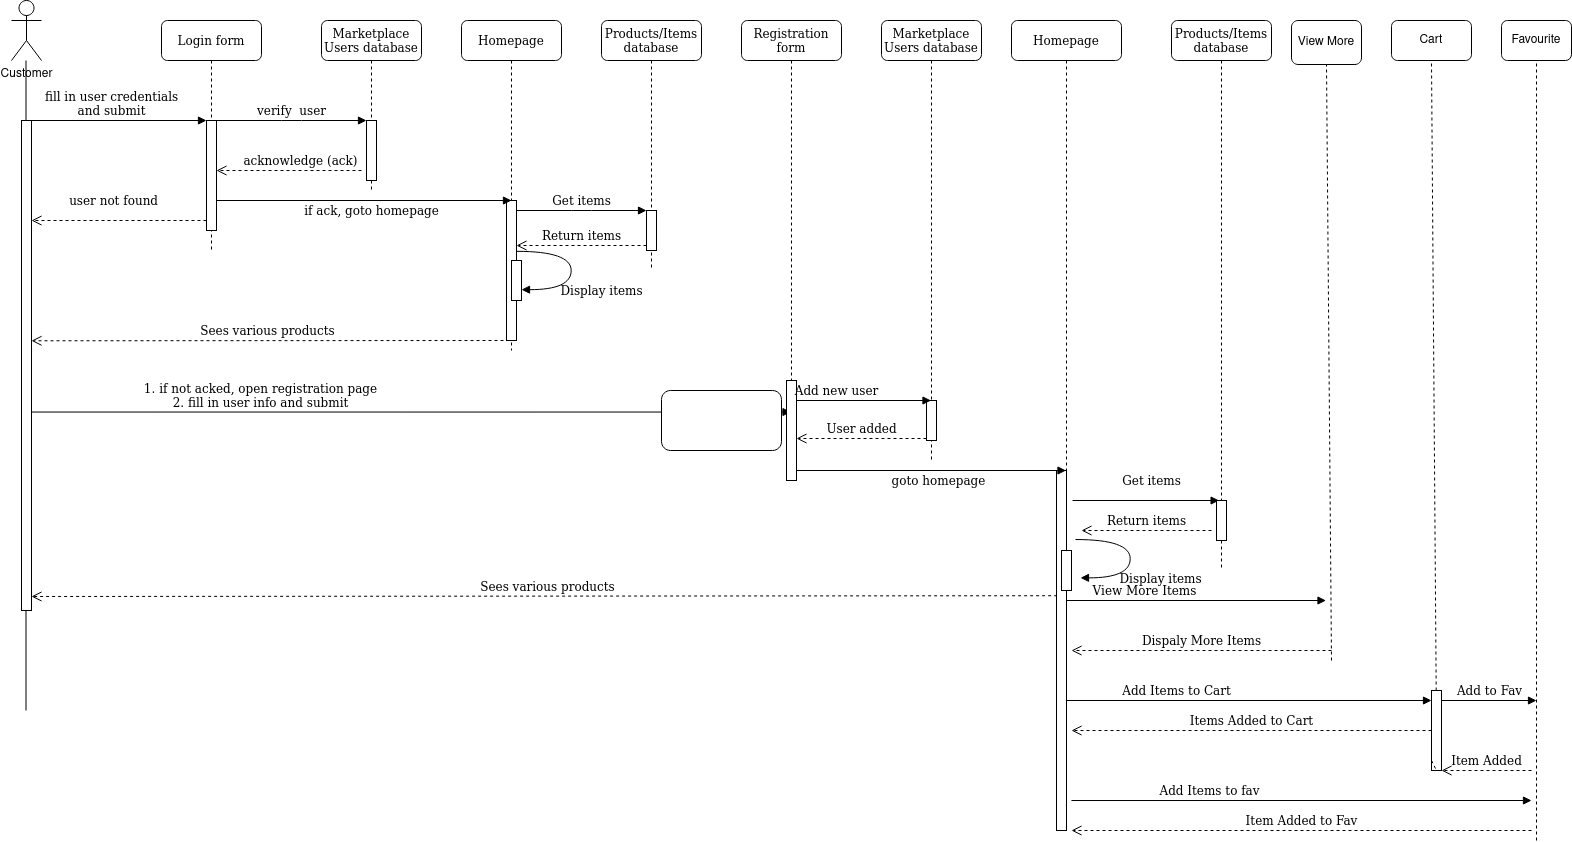 Customer
Login form
Marketplace
Users database
Homepage
Products/Items
database
Registration
form
Marketplace
Users database
Homepage
Products/Items
database
View More
Cart
Favourite
fill in user credentials
and submit
verify  user
acknowledge (ack)
user not found
if ack, goto homepage
Get items
Return items
Display items
Sees various products
1. if not acked, open registration page
2. fill in user info and submit
Add new user
User added
goto homepage
Get items
Return items
Display items
Sees various products
View More Items
Dispaly More Items
Add Items to Cart
Add to Fav
Items Added to Cart
Item Added
Add Items to fav
Item Added to Fav